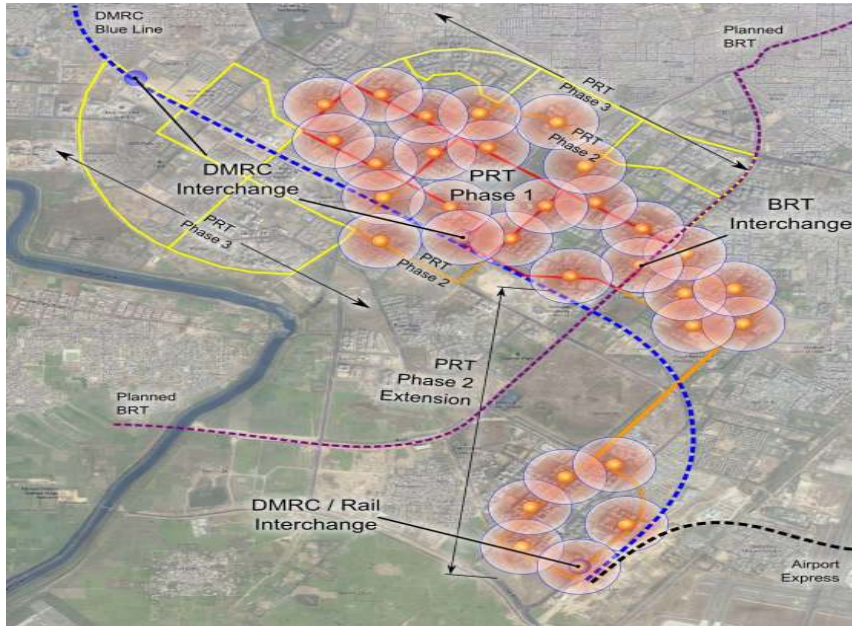 DMRC
Blue Line
Planned
BRT
PRT
Phase 3
PRT
Phase 2
DMRC
Interchange
PRT
Phase 1
BRT
Interchange
PRT
Phase 3
PRT
Phase 2
PRT
Phase 2
Extension
Planned
BRT
DMRC / Rail
Interchange
Airport
Express